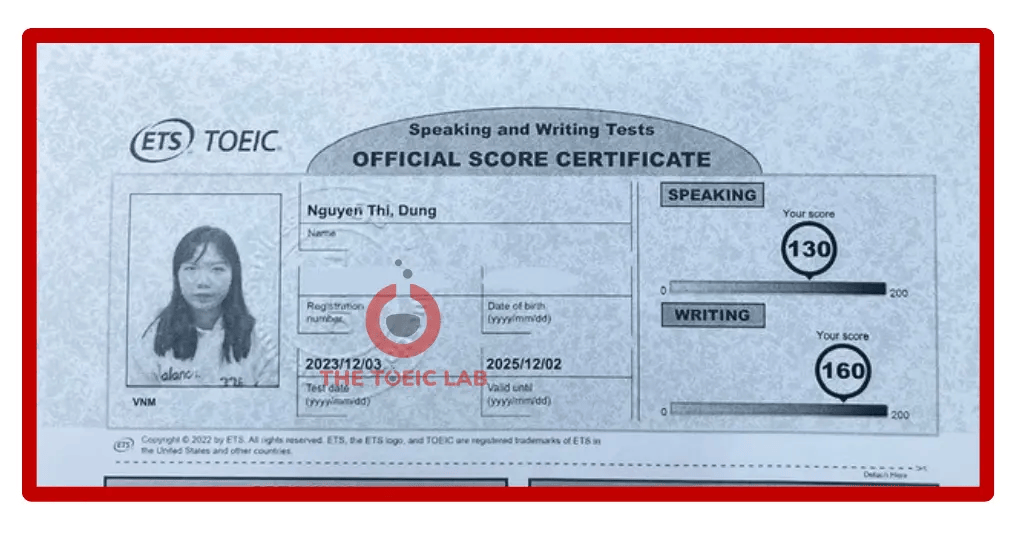 ETS TOEIC
Speaking and Writing Tests
OFFICIAL SCORE CERTIFICATE
Nguyen Thi, Dung
Name
Registration
number
Date of birth
(yyyy/mm/dd)
2023/12/03
Test date
(yyyy/mm/dd)
2025/12/02
Valid until
(yyyy/mm/dd)
VNM
THE TOEIC LAB
SPEAKING
Your score
130
0
200
WRITING
Your score
160
0
200
ETS
Copyright © 2022 by ETS. All rights reserved. ETS, the ETS logo, and TOEIC are registered trademarks of ETS in
the United States and other countries.
Detach Here